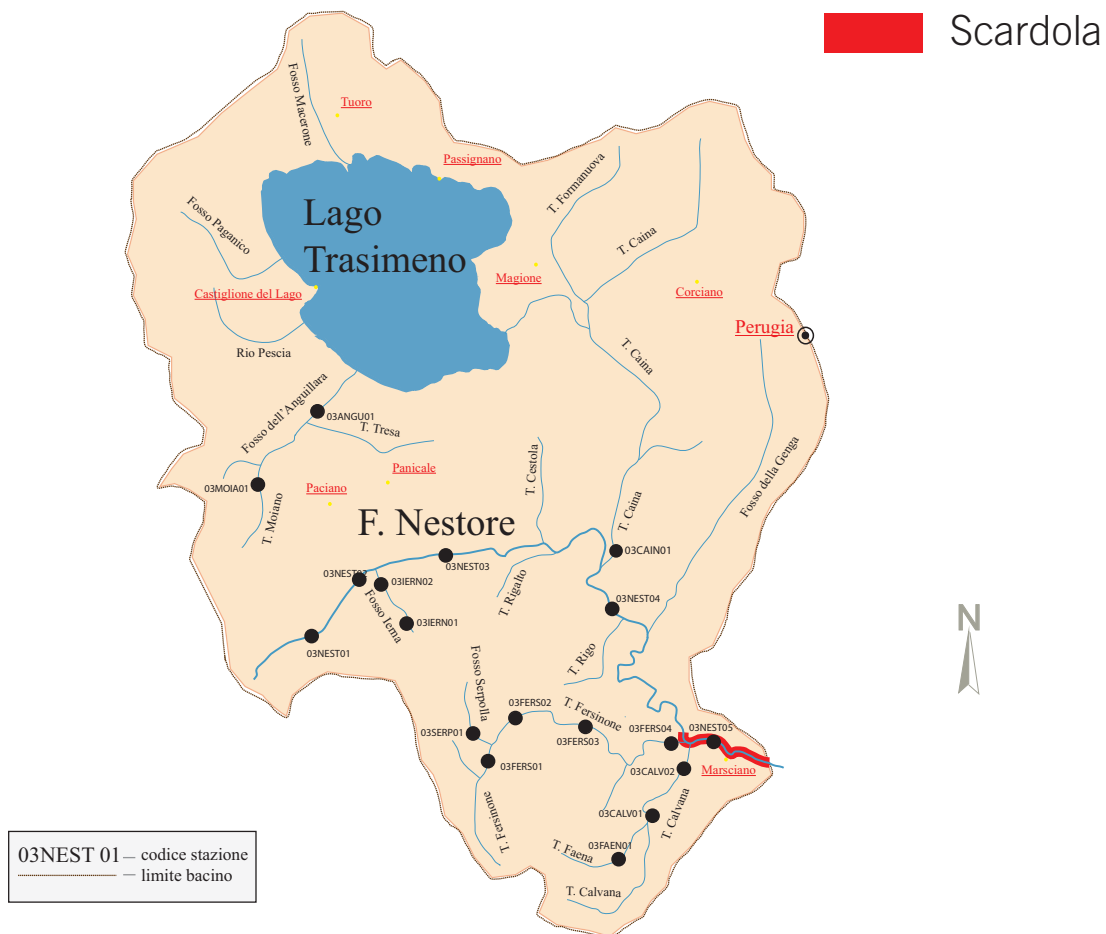 Scardola
Tuoro
Fosso Macerone
Passignano
T. Formanuova
Fosso Paganico
Lago
Trasimeno
T. Caina
Magione
Corciano
Castiglione del Lago
Perugia
Rio Pescia
T. Caina
Fosso dell'Anguillara
03ANGU01
T. Tresa
T. Cestola
Fosso della Genga
Panicale
03MOIA01
Paciano
T. Moiano
F. Nestore
T. Caina
03CAIN01
03NEST03
03NEST02
03IERN02
T. Rigalto
Fosso Ierna
03NEST04
03IERN01
03NEST01
T. Rigo
Fosso Serpolla
03FERS02
T. Fersinone
03SERP01
03FERS03
03FERS04
03NEST05
03FERS01
03CALV02
Marsciano
T. Fersinone
03CALV01
T. Calvana
03FAEN01
T. Faena
T. Calvana
N
03NEST 01 – codice stazione
– limite bacino